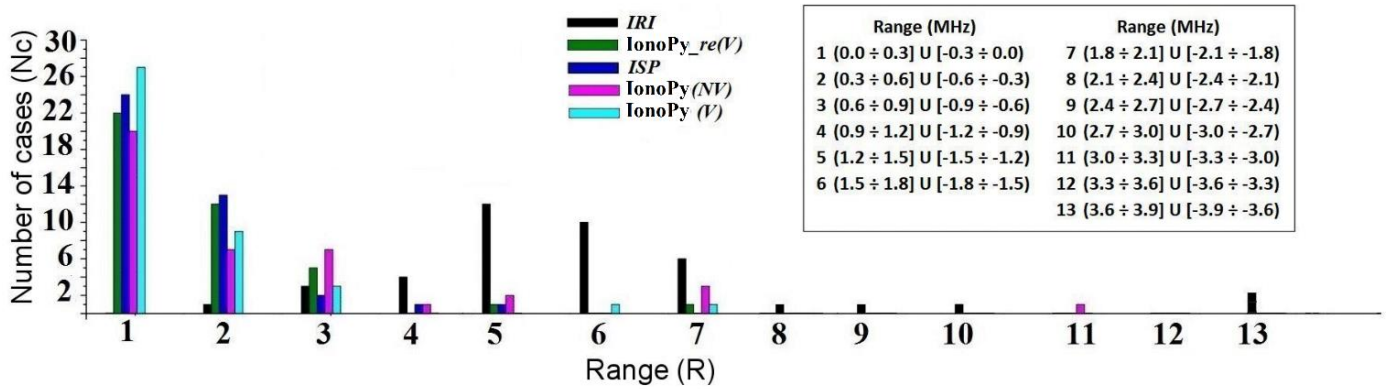 Number of cases (Nc)
30
26
22
18
14
10
6
2
IRI
IonoPy_re(V)
ISP
IonoPy(NV)
IonoPy (V)
Range (MHz)
1 (0.0 ÷ 0.3] U [-0.3 ÷ 0.0)
2 (0.3 ÷ 0.6] U [-0.6 ÷ -0.3)
3 (0.6 ÷ 0.9] U [-0.9 ÷ -0.6)
4 (0.9 ÷ 1.2] U [-1.2 ÷ -0.9)
5 (1.2 ÷ 1.5] U [-1.5 ÷ -1.2)
6 (1.5 ÷ 1.8] U [-1.8 ÷ -1.5)
Range (MHz)
7 (1.8 ÷ 2.1] U [-2.1 ÷ -1.8)
8 (2.1 ÷ 2.4] U [-2.4 ÷ -2.1)
9 (2.4 ÷ 2.7] U [-2.7 ÷ -2.4)
10 (2.7 ÷ 3.0] U [-3.0 ÷ -2.7)
11 (3.0 ÷ 3.3] U [-3.3 ÷ -3.0)
12 (3.3 ÷ 3.6] U [-3.6 ÷ -3.3)
13 (3.6 ÷ 3.9] U [-3.9 ÷ -3.6)
1 2 3 4 5 6 7 8 9 10 11 12 13
Range (R)